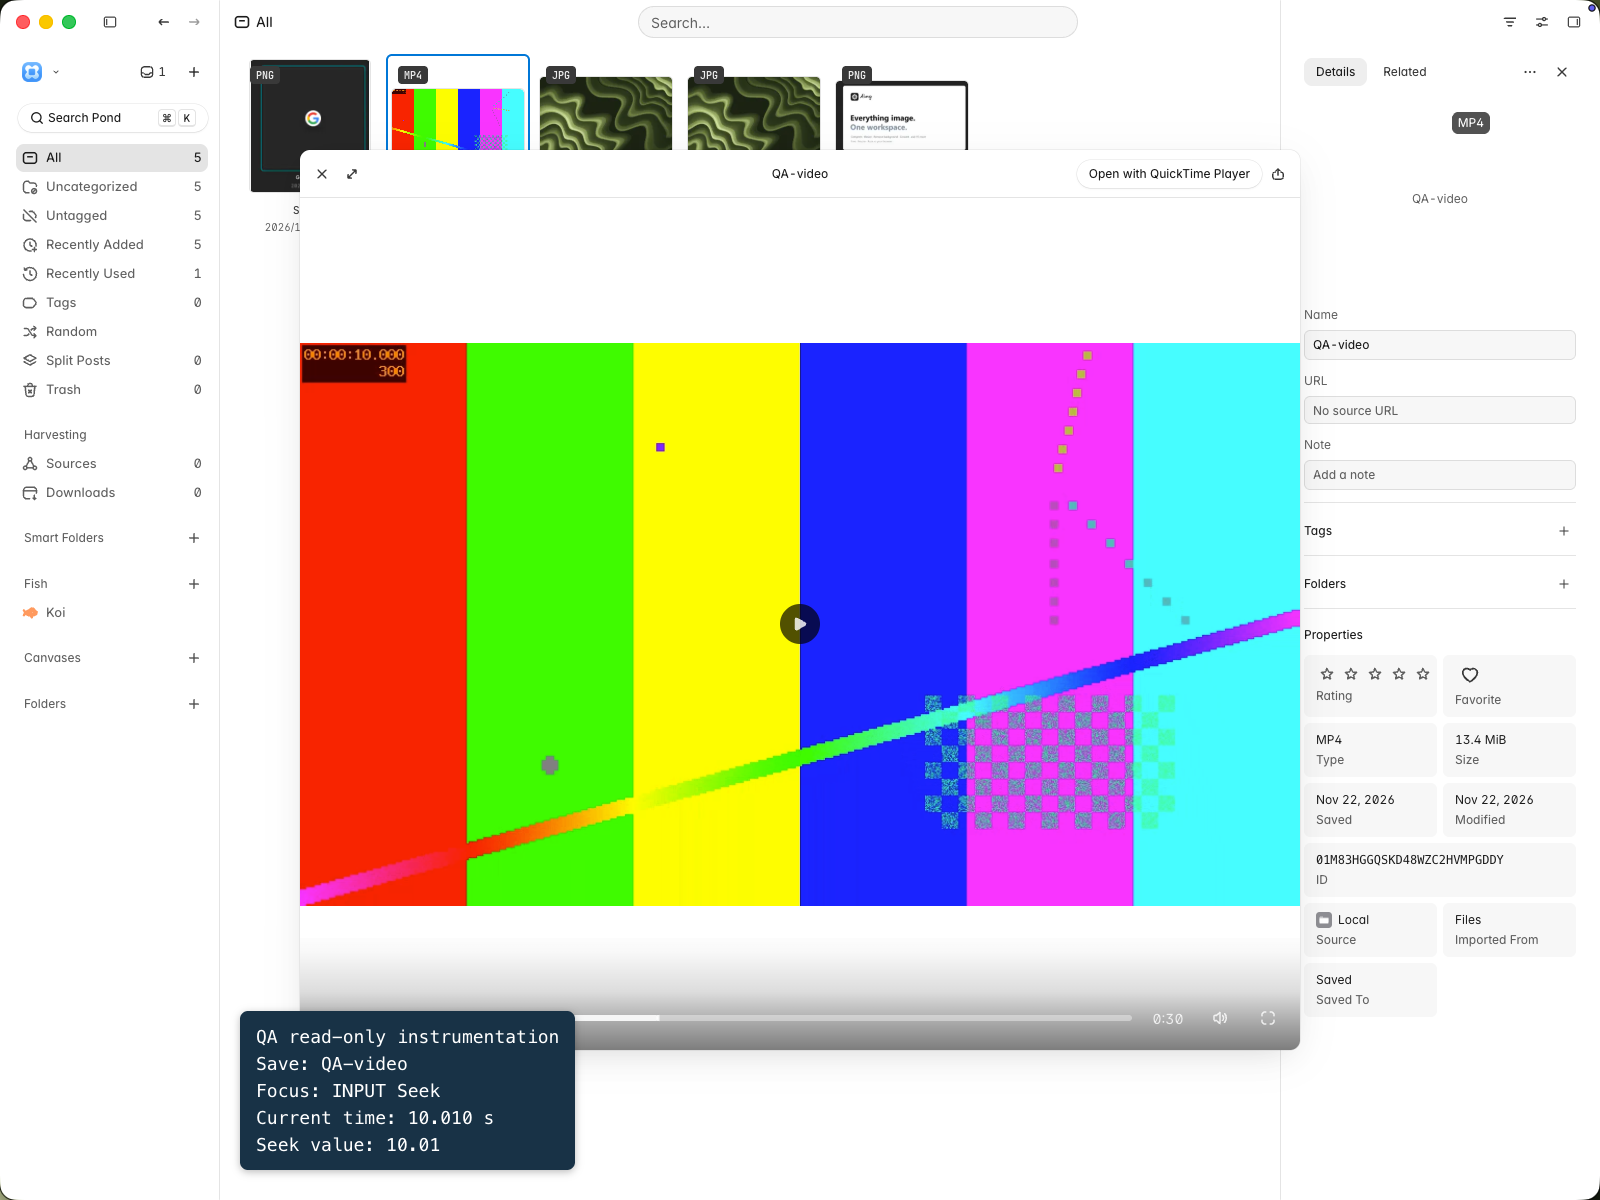 All
Search...
1
Search Pond
⌘ K
All 5
Uncategorized 5
Untagged 5
Recently Added 5
Recently Used 1
Tags 0
Random
Split Posts 0
Trash 0
Harvesting
Sources 0
Downloads 0
Smart Folders
Fish
Koi
Canvases
Folders
PNG
MP4
JPG
JPG
PNG
Everything image.
One workspace.
S
2026/1
QA-video
Open with QuickTime Player
00:00:10.000
300
0:30
QA read-only instrumentation
Save: QA-video
Focus: INPUT Seek
Current time: 10.010 s
Seek value: 10.01
Details
Related
MP4
QA-video
Name
QA-video
URL
No source URL
Note
Add a note
Tags
Folders
Properties
Rating
Favorite
MP4
Type
13.4 MiB
Size
Nov 22, 2026
Saved
Nov 22, 2026
Modified
01M83HGGQSKD48WZC2HVMPGDDY
ID
Local
Source
Files
Imported From
Saved
Saved To